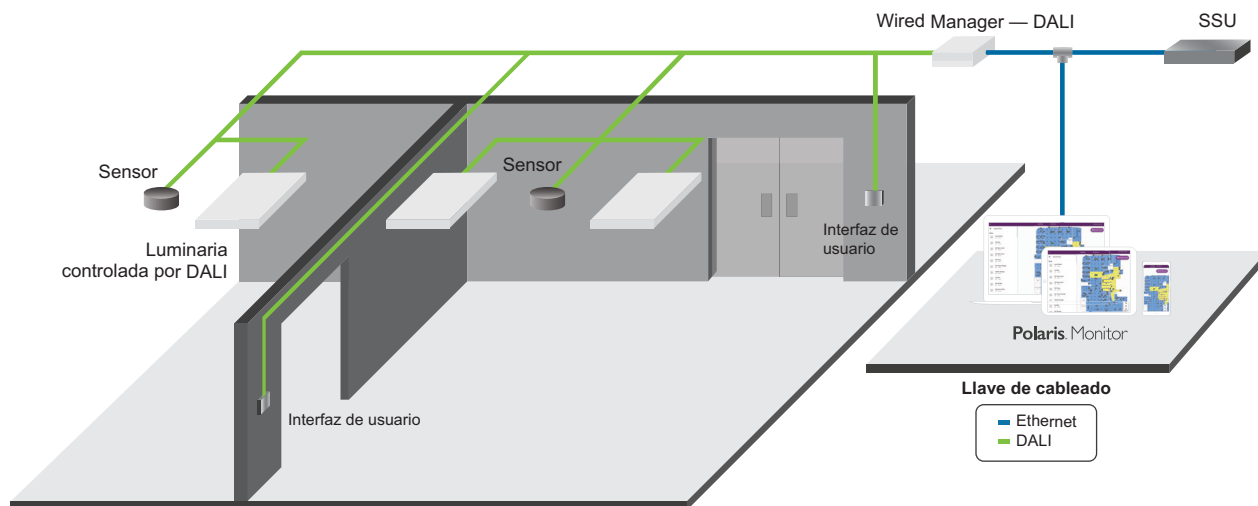 Wired Manager — DALI
SSU
Sensor
Sensor
Luminaria
controlada por DALI
Interfaz de
usuario
Polaris. Monitor
Llave de cableado
Ethernet
DALI
Interfaz de usuario